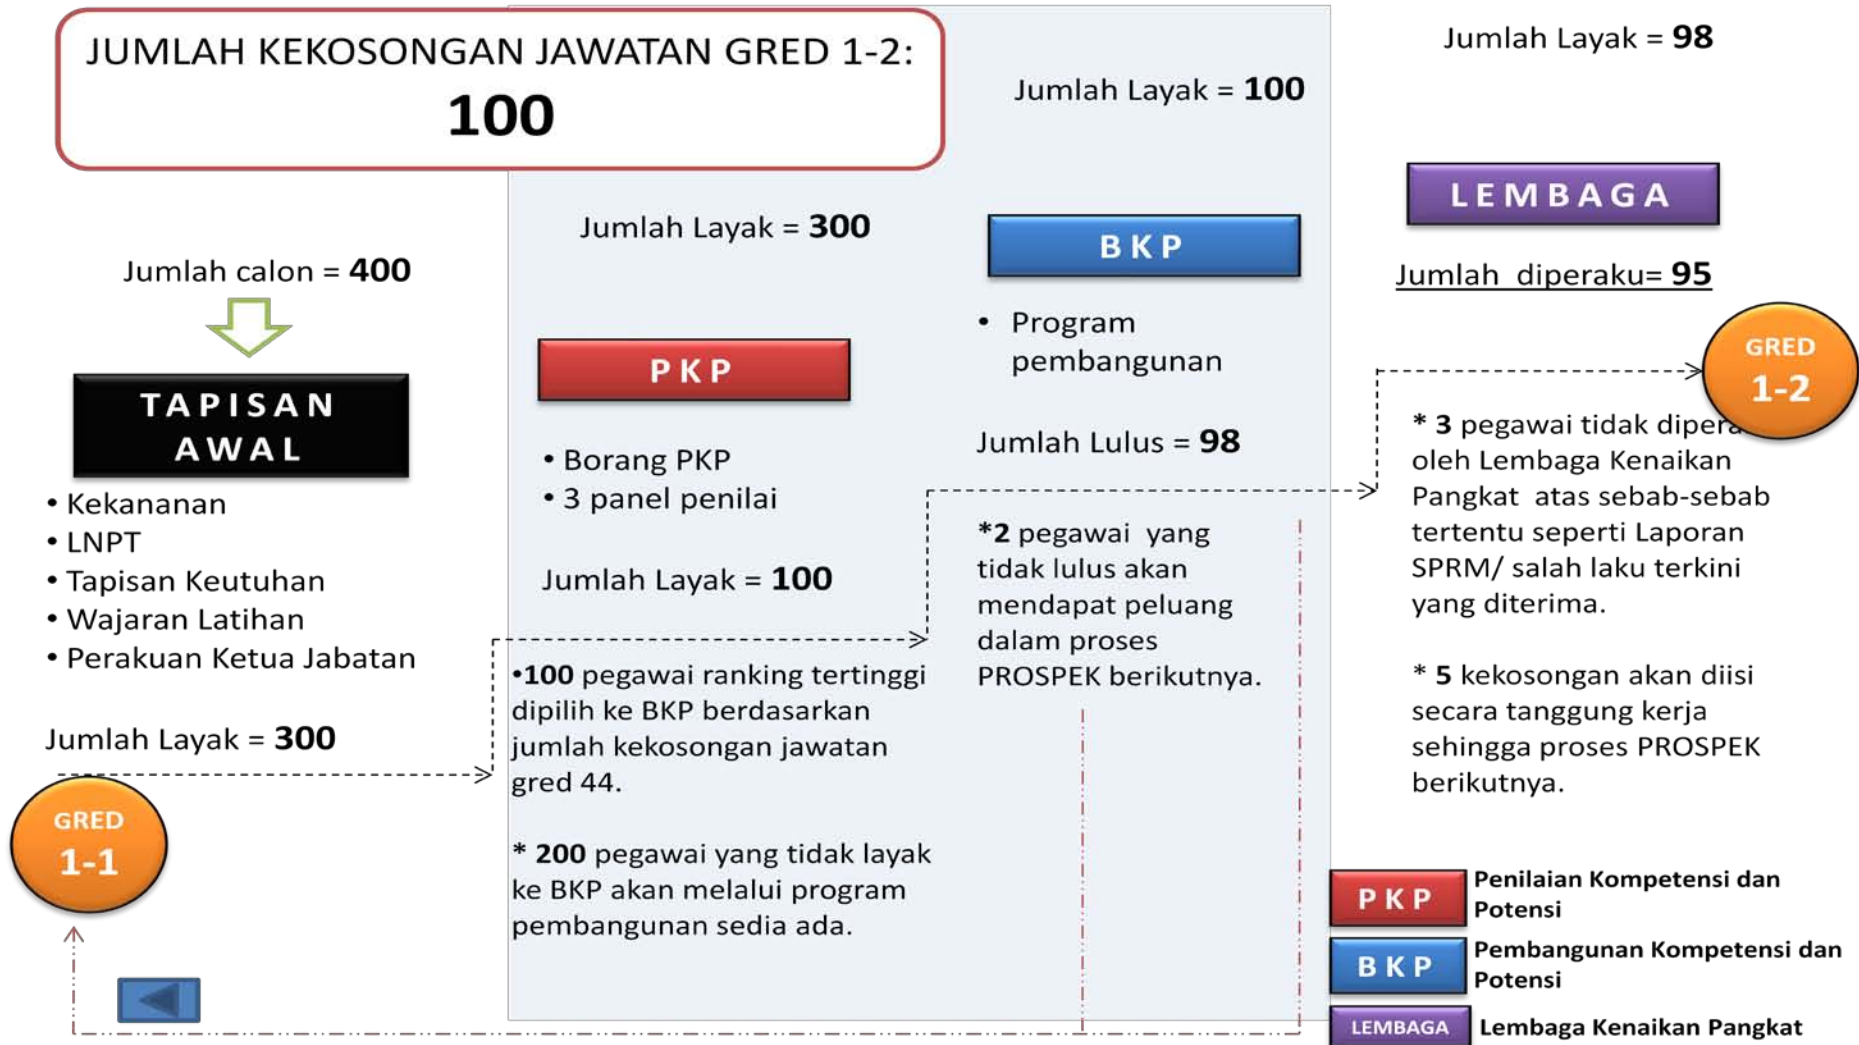 JUMLAH KEKOSONGAN JAWATAN GRED 1-2:
100
Jumlah calon = 400
TAPISAN
AWAL
• Kekananan
• LNPT
• Tapisan Keutuhan
• Wajaran Latihan
• Perakuan Ketua Jabatan
Jumlah Layak = 300
GRED
1-1
Jumlah Layak = 300
PKP
• Borang PKP
• 3 panel penilai
Jumlah Layak = 100
•100 pegawai ranking tertinggi
dipilih ke BKP berdasarkan
jumlah kekosongan jawatan
gred 44.
* 200 pegawai yang tidak layak
ke BKP akan melalui program
pembangunan sedia ada.
Jumlah Layak = 100
BKP
• Program
pembangunan
Jumlah Lulus = 98
*2 pegawai yang
tidak lulus akan
mendapat peluang
dalam proses
PROSPEK berikutnya.
Jumlah Layak = 98
LEMBAGA
Jumlah diperaku= 95
GRED
1-2
* 3 pegawai tidak
oleh Lembaga Kenaikan
Pangkat atas sebab-sebab
tertentu seperti Laporan
SPRM/ salah laku terkini
yang diterima.
* 5 kekosongan akan diisi
secara tanggung kerja
sehingga proses PROSPEK
berikutnya.
PKP Penilaian Kompetensi dan
Potensi
BKP Pembangunan Kompetensi dan
Potensi
LEMBAGA Lembaga Kenaikan Pangkat